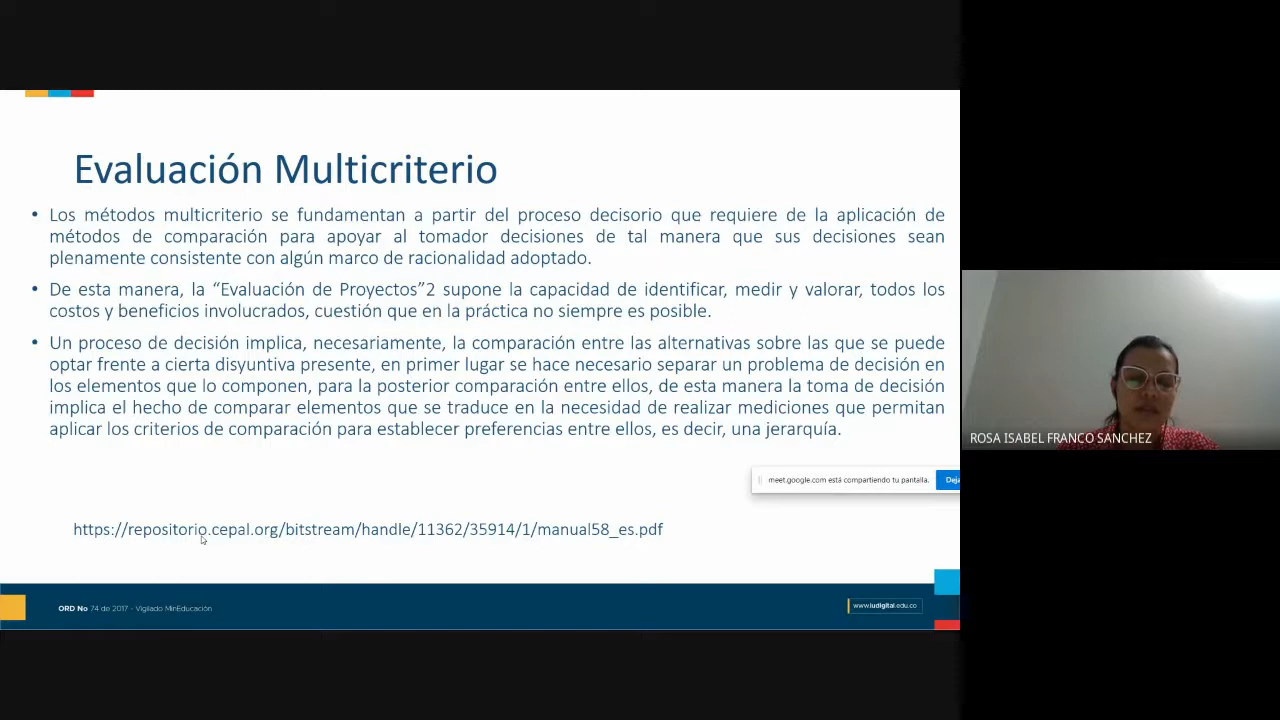 Evaluación Multicriterio
• Los métodos multicriterio se fundamentan a partir del proceso decisorio que requiere de la aplicación de
métodos de comparación para apoyar al tomador decisiones de tal manera que sus decisiones sean
plenamente consistente con algún marco de racionalidad adoptado.
• De esta manera, la “Evaluación de Proyectos”2 supone la capacidad de identificar, medir y valorar, todos los
costos y beneficios involucrados, cuestión que en la práctica no siempre es posible.
• Un proceso de decisión implica, necesariamente, la comparación entre las alternativas sobre las que se puede
optar frente a cierta disyuntiva presente, en primer lugar se hace necesario separar un problema de decisión en
los elementos que lo componen, para la posterior comparación entre ellos, de esta manera la toma de decisión
implica el hecho de comparar elementos que se traduce en la necesidad de realizar mediciones que permitan
aplicar los criterios de comparación para establecer preferencias entre ellos, es decir, una jerarquía.
meet.google.com está compartiendo tu pantalla. Deja
https://repositorio.cepal.org/bitstream/handle/11362/35914/1/manual58_es.pdf
ORD No 74 de 2017 - Vigilado MinEducación
www.iudigital.edu.co
ROSA ISABEL FRANCO SANCHEZ